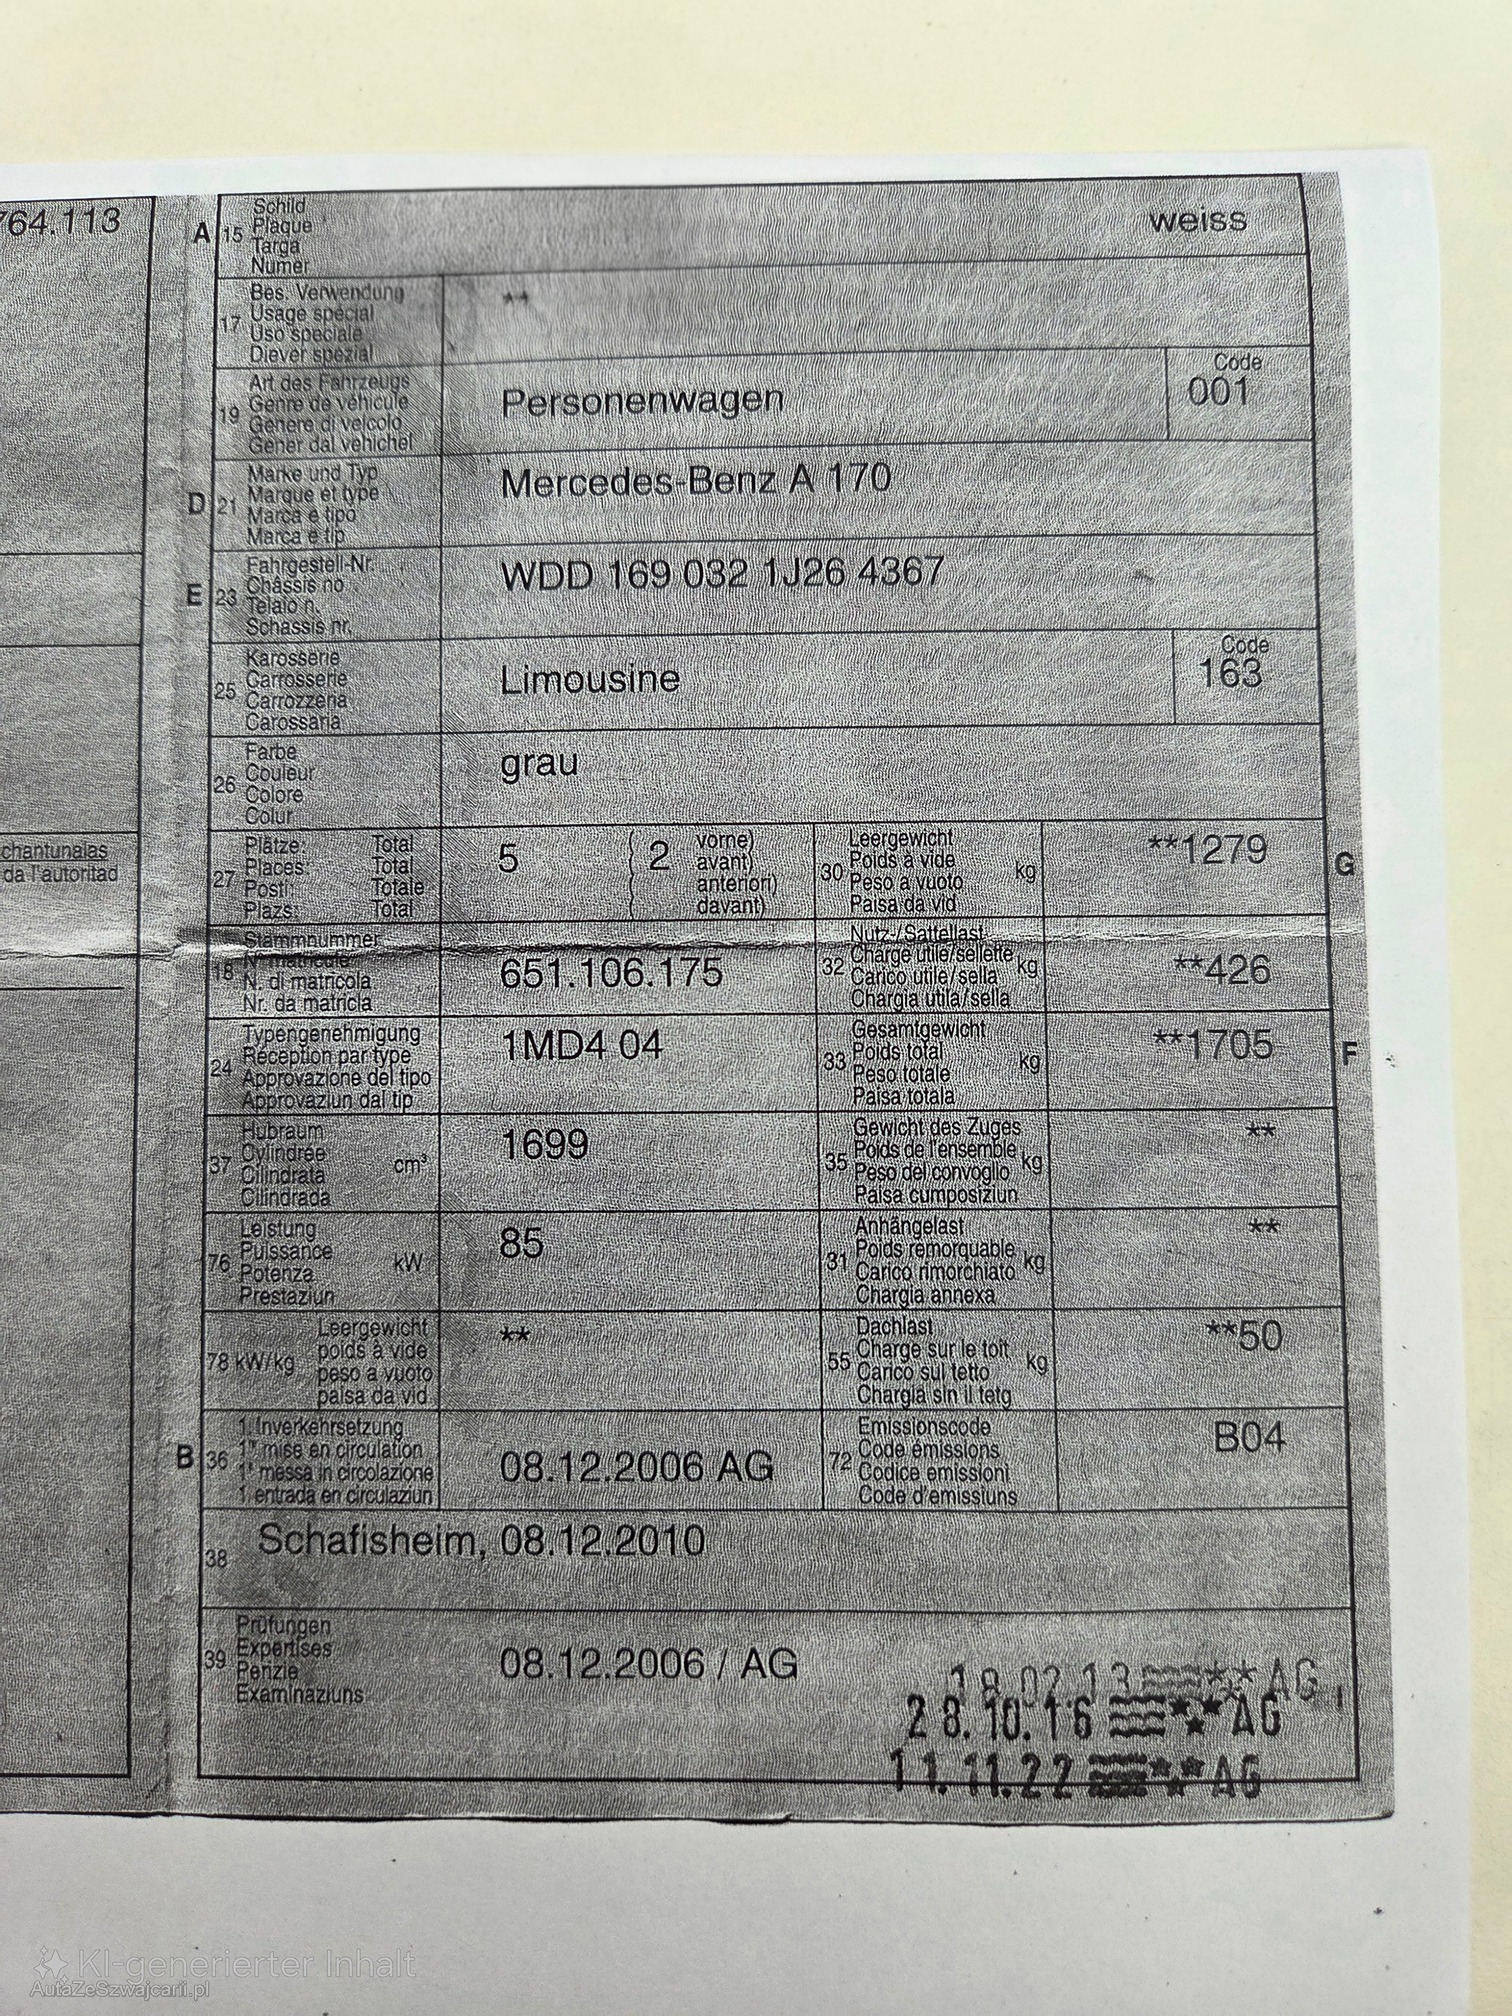 764.113
chantunalas
da l'autoritad
A 15 Schild
Plaque
Targa
Numer
weiss
17 Bes. Verwendung
Usage spécial
Uso speciale
Diever spezial
**
19 Art des Fahrzeugs
Genre de véhicule
Genere di veicolo
Gener dal vehichel
Personenwagen
Code
001
D 21 Marke und Typ
Marque et type
Marca e tipo
Marca e tip
Mercedes-Benz A 170
E 23 Fahrgestell-Nr.
Châssis no
Telaio n.
Schassis nr.
WDD 169 032 1J26 4367
25 Karosserie
Carrosserie
Carrozzeria
Carossaria
Limousine
Code
163
26 Farbe
Couleur
Colore
Colur
grau
27 Plätze: Total
Places: Total
Posti: Totale
Plazs: Total
5 ( 2 vorne)
avant)
anteriori)
davant)
30 Leergewicht
Poids à vide
Peso a vuoto
Paisa da vid
kg
**1279
G
18 Stammnummer
N° matricule
N. di matricola
Nr. da matricla
651.106.175
32 Nutz-/Sattellast
Charge utile/sellette
Carico utile/sella
Chargia utila/sella
kg
**426
24 Typengenehmigung
Réception par type
Approvazione del tipo
Approvaziun dal tip
1MD4 04
33 Gesamtgewicht
Poids total
Peso totale
Paisa totala
kg
**1705
F
37 Hubraum
Cylindrée
Cilindrata
Cilindrada
cm³
1699
35 Gewicht des Zuges
Poids de l'ensemble
Peso del convoglio
Paisa cumposiziun
kg
**
76 Leistung
Puissance
Potenza
Prestaziun
kW
85
31 Anhängelast
Poids remorquable
Carico rimorchiato
Chargia annexa
kg
**
78 kW/kg Leergewicht
poids à vide
peso a vuoto
paisa da vid
**
55 Dachlast
Charge sur le toit
Carico sul tetto
Chargia sin il tetg
kg
**50
B 36 1. Inverkehrsetzung
1re mise en circulation
1a messa in circolazione
1. entrada en circulaziun
08.12.2006 AG
72 Emissionscode
Code émissions
Codice emissioni
Code d'emissiuns
B04
38 Schafisheim, 08.12.2010
39 Prüfungen
Expertises
Perizie
Examinaziuns
08.12.2006 / AG
AG
28.10.16 AG
11.11.22 AG
KI-generierter Inhalt
AutaZeSzwajcarii.pl